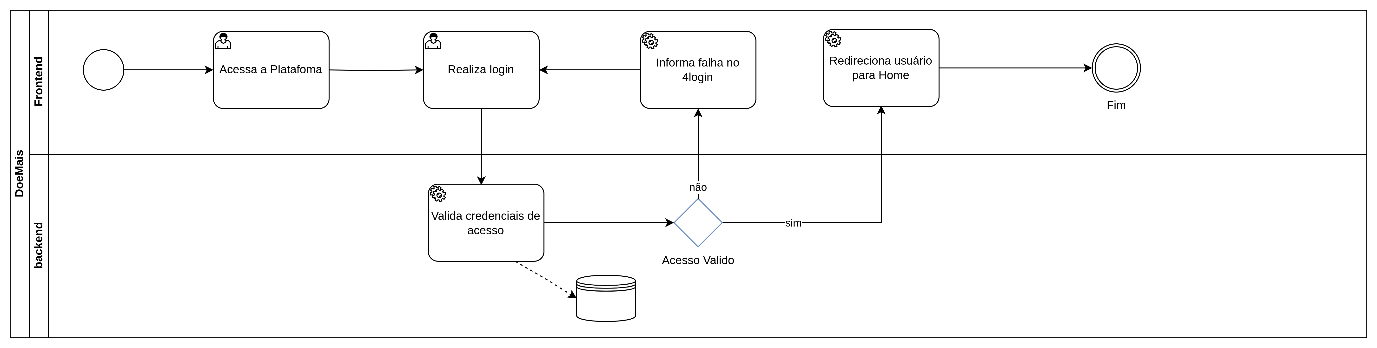 DoeMais
Frontend
Acessa a Platafoma
Realiza login
Informa falha no
4login
Redireciona usuário
para Home
Fim
backend
Valida credenciais de
acesso
não
Acesso Valido
sim